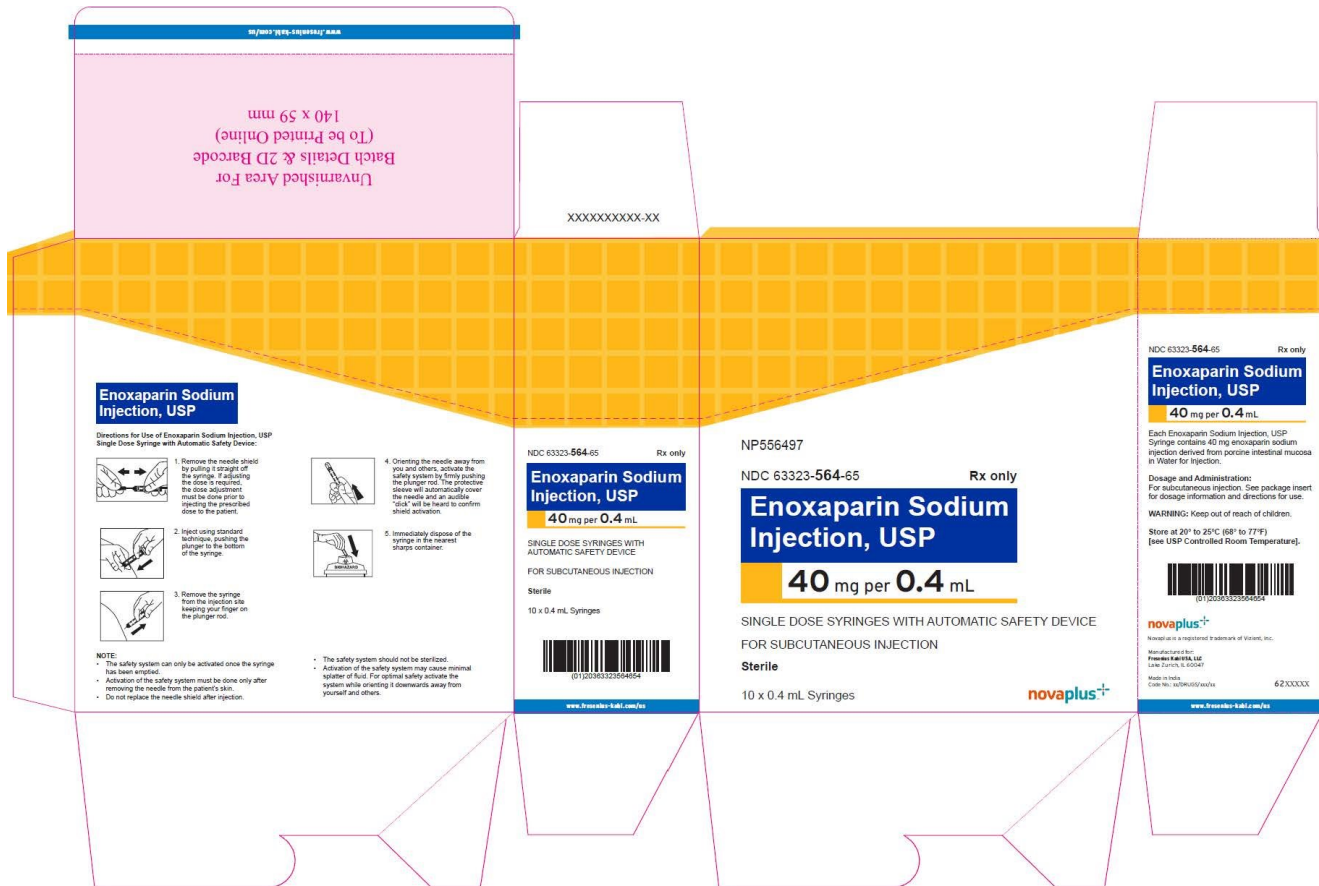 www.fresenius-kabi.com/us
Unvarnished Area For
Batch Details & 2D Barcode
(To be Printed Online)
140 x 59 mm
XXXXXXXXXX-XX
Enoxaparin Sodium
Injection, USP
Directions for Use of Enoxaparin Sodium Injection, USP
Single Dose Syringe with Automatic Safety Device:
1. Remove the needle shield
by pulling it straight off
the syringe. If adjusting
the dose is required,
the dose adjustment
must be done prior to
injecting the prescribed
dose to the patient.
2. Inject using standard
technique, pushing the
plunger to the bottom
of the syringe.
3. Remove the syringe
from the injection site
keeping your finger on
the plunger rod.
4. Orienting the needle away from
you and others, activate the
safety system by firmly pushing
the plunger rod. The protective
sleeve will automatically cover
the needle and an audible
"click" will be heard to confirm
shield activation.
5. Immediately dispose of the
syringe in the nearest
sharps container.
BIOHAZARD
NOTE:
• The safety system can only be activated once the syringe
has been emptied.
• Activation of the safety system must be done only after
removing the needle from the patient's skin.
• Do not replace the needle shield after injection.
• The safety system should not be sterilized.
• Activation of the safety system may cause minimal
splatter of fluid. For optimal safety activate the
system while orienting it downwards away from
yourself and others.
NDC 63323-564-65 Rx only
Enoxaparin Sodium
Injection, USP
40 mg per 0.4 mL
SINGLE DOSE SYRINGES WITH
AUTOMATIC SAFETY DEVICE
FOR SUBCUTANEOUS INJECTION
Sterile
10 x 0.4 mL Syringes
(01)20363323564654
www.fresenius-kabi.com/us
NP556497
NDC 63323-564-65 Rx only
Enoxaparin Sodium
Injection, USP
40 mg per 0.4 mL
SINGLE DOSE SYRINGES WITH AUTOMATIC SAFETY DEVICE
FOR SUBCUTANEOUS INJECTION
Sterile
10 x 0.4 mL Syringes
novaplus
NDC 63323-564-65 Rx only
Enoxaparin Sodium
Injection, USP
40 mg per 0.4 mL
Each Enoxaparin Sodium Injection, USP
Syringe contains 40 mg enoxaparin sodium
injection derived from porcine intestinal mucosa
in Water for Injection.
Dosage and Administration:
For subcutaneous injection. See package insert
for dosage information and directions for use.
WARNING: Keep out of reach of children.
Store at 20° to 25°C (68° to 77°F)
[see USP Controlled Room Temperature].
(01)20363323564654
novaplus
Novaplus is a registered trademark of Vizient, Inc.
Manufactured for:
Fresenius Kabi USA, LLC
Lake Zurich, IL 60047
Made in India
Code No.: xx/DRUGS/xxx/xx
62XXXXX
www.fresenius-kabi.com/us